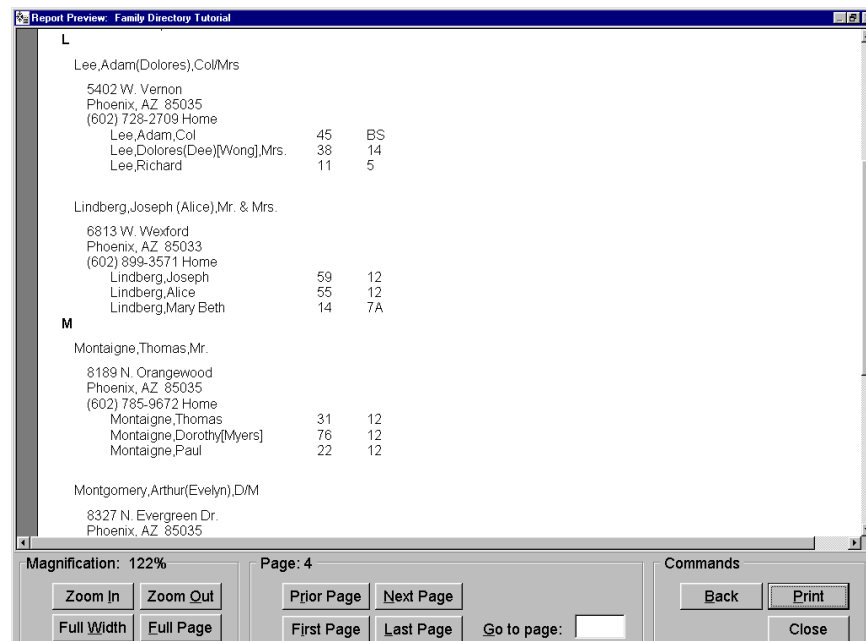 Report Preview: Family Directory Tutorial
L
Lee,Adam(Dolores),Col/Mrs
5402 W. Vernon
Phoenix, AZ 85035
(602) 728-2709 Home
Lee,Adam,Col 45 BS
Lee,Dolores(Dee)[Wong],Mrs. 38 14
Lee,Richard 11 5
Lindberg,Joseph (Alice),Mr. & Mrs.
6813 W. Wexford
Phoenix, AZ 85033
(602) 899-3571 Home
Lindberg,Joseph 59 12
Lindberg,Alice 55 12
Lindberg,Mary Beth 14 7A
M
Montaigne,Thomas,Mr.
8189 N. Orangewood
Phoenix, AZ 85035
(602) 785-9672 Home
Montaigne,Thomas 31 12
Montaigne,Dorothy[Myers] 76 12
Montaigne,Paul 22 12
Montgomery,Arthur(Evelyn),D/M
8327 N. Evergreen Dr.
Phoenix, AZ 85035
Magnification: 122% Page: 4 Commands
Zoom In Zoom Out Prior Page Next Page Back Print
Full Width Full Page First Page Last Page Go to page: Close